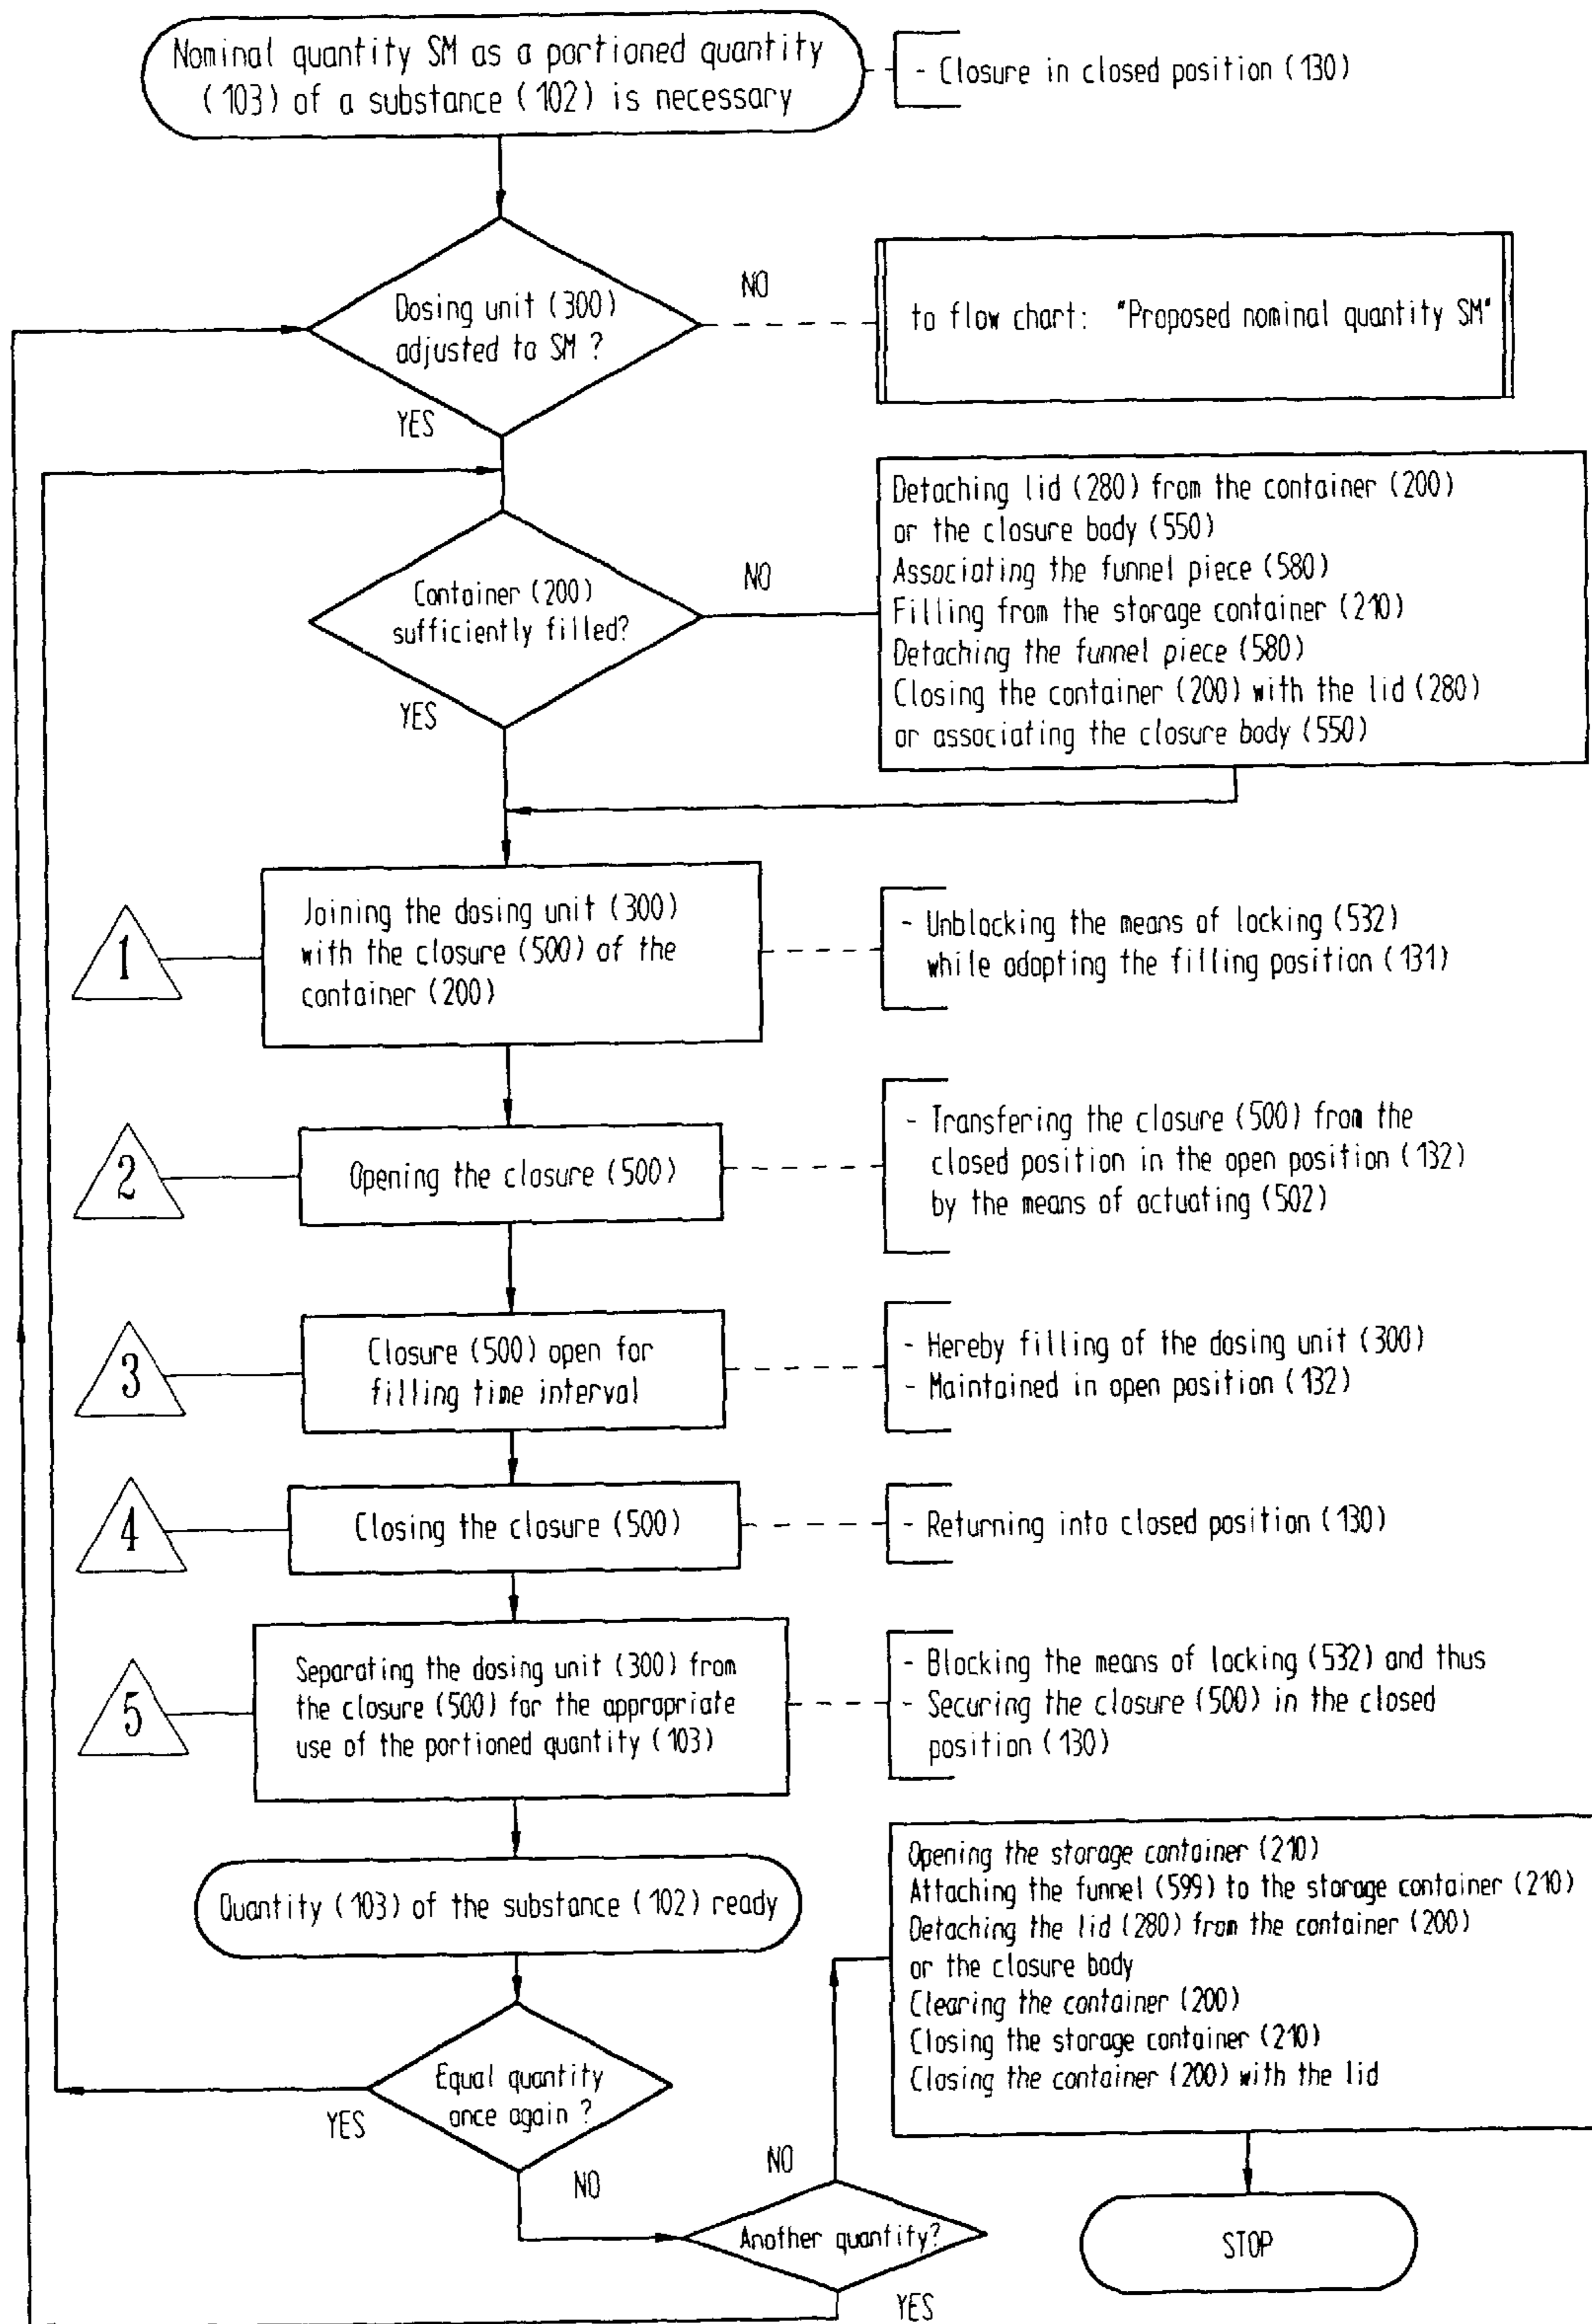 Nominal quantity SM as a portioned quantity
(103) of a substance (102) is necessary
- Closure in closed position (130)
Dosing unit (300)
adjusted to SM ?
NO
YES
to flow chart: "Proposed nominal quantity SM"
Container (200)
sufficiently filled?
NO
YES
Detaching lid (280) from the container (200)
or the closure body (550)
Associating the funnel piece (580)
Filling from the storage container (210)
Detaching the funnel piece (580)
Closing the container (200) with the lid (280)
or associating the closure body (550)
1
Joining the dosing unit (300)
with the closure (500) of the
container (200)
- Unblocking the means of locking (532)
while adopting the filling position (131)
2
Opening the closure (500)
- Transfering the closure (500) from the
closed position in the open position (132)
by the means of actuating (502)
3
Closure (500) open for
filling time interval
- Hereby filling of the dosing unit (300)
- Maintained in open position (132)
4
Closing the closure (500)
- Returning into closed position (130)
5
Separating the dosing unit (300) from
the closure (500) for the appropriate
use of the portioned quantity (103)
- Blocking the means of locking (532) and thus
- Securing the closure (500) in the closed
position (130)
Quantity (103) of the substance (102) ready
Equal quantity
once again ?
YES
NO
Another quantity?
NO
YES
Opening the storage container (210)
Attaching the funnel (599) to the storage container (210)
Detaching the lid (280) from the container (200)
or the closure body
Clearing the container (200)
Closing the storage container (210)
Closing the container (200) with the lid
STOP